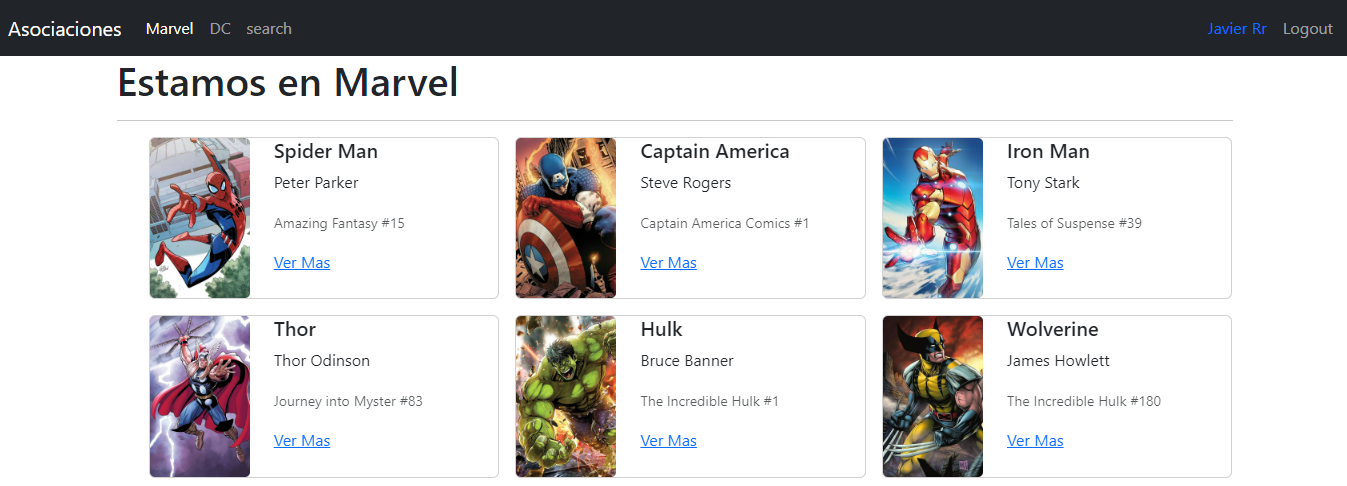 Asociaciones Marvel DC search Javier Rr Logout
Estamos en Marvel
Spider Man
Peter Parker
Amazing Fantasy #15
Ver Mas
Captain America
Steve Rogers
Captain America Comics #1
Ver Mas
Iron Man
Tony Stark
Tales of Suspense #39
Ver Mas
Thor
Thor Odinson
Journey into Myster #83
Ver Mas
Hulk
Bruce Banner
The Incredible Hulk #1
Ver Mas
Wolverine
James Howlett
The Incredible Hulk #180
Ver Mas